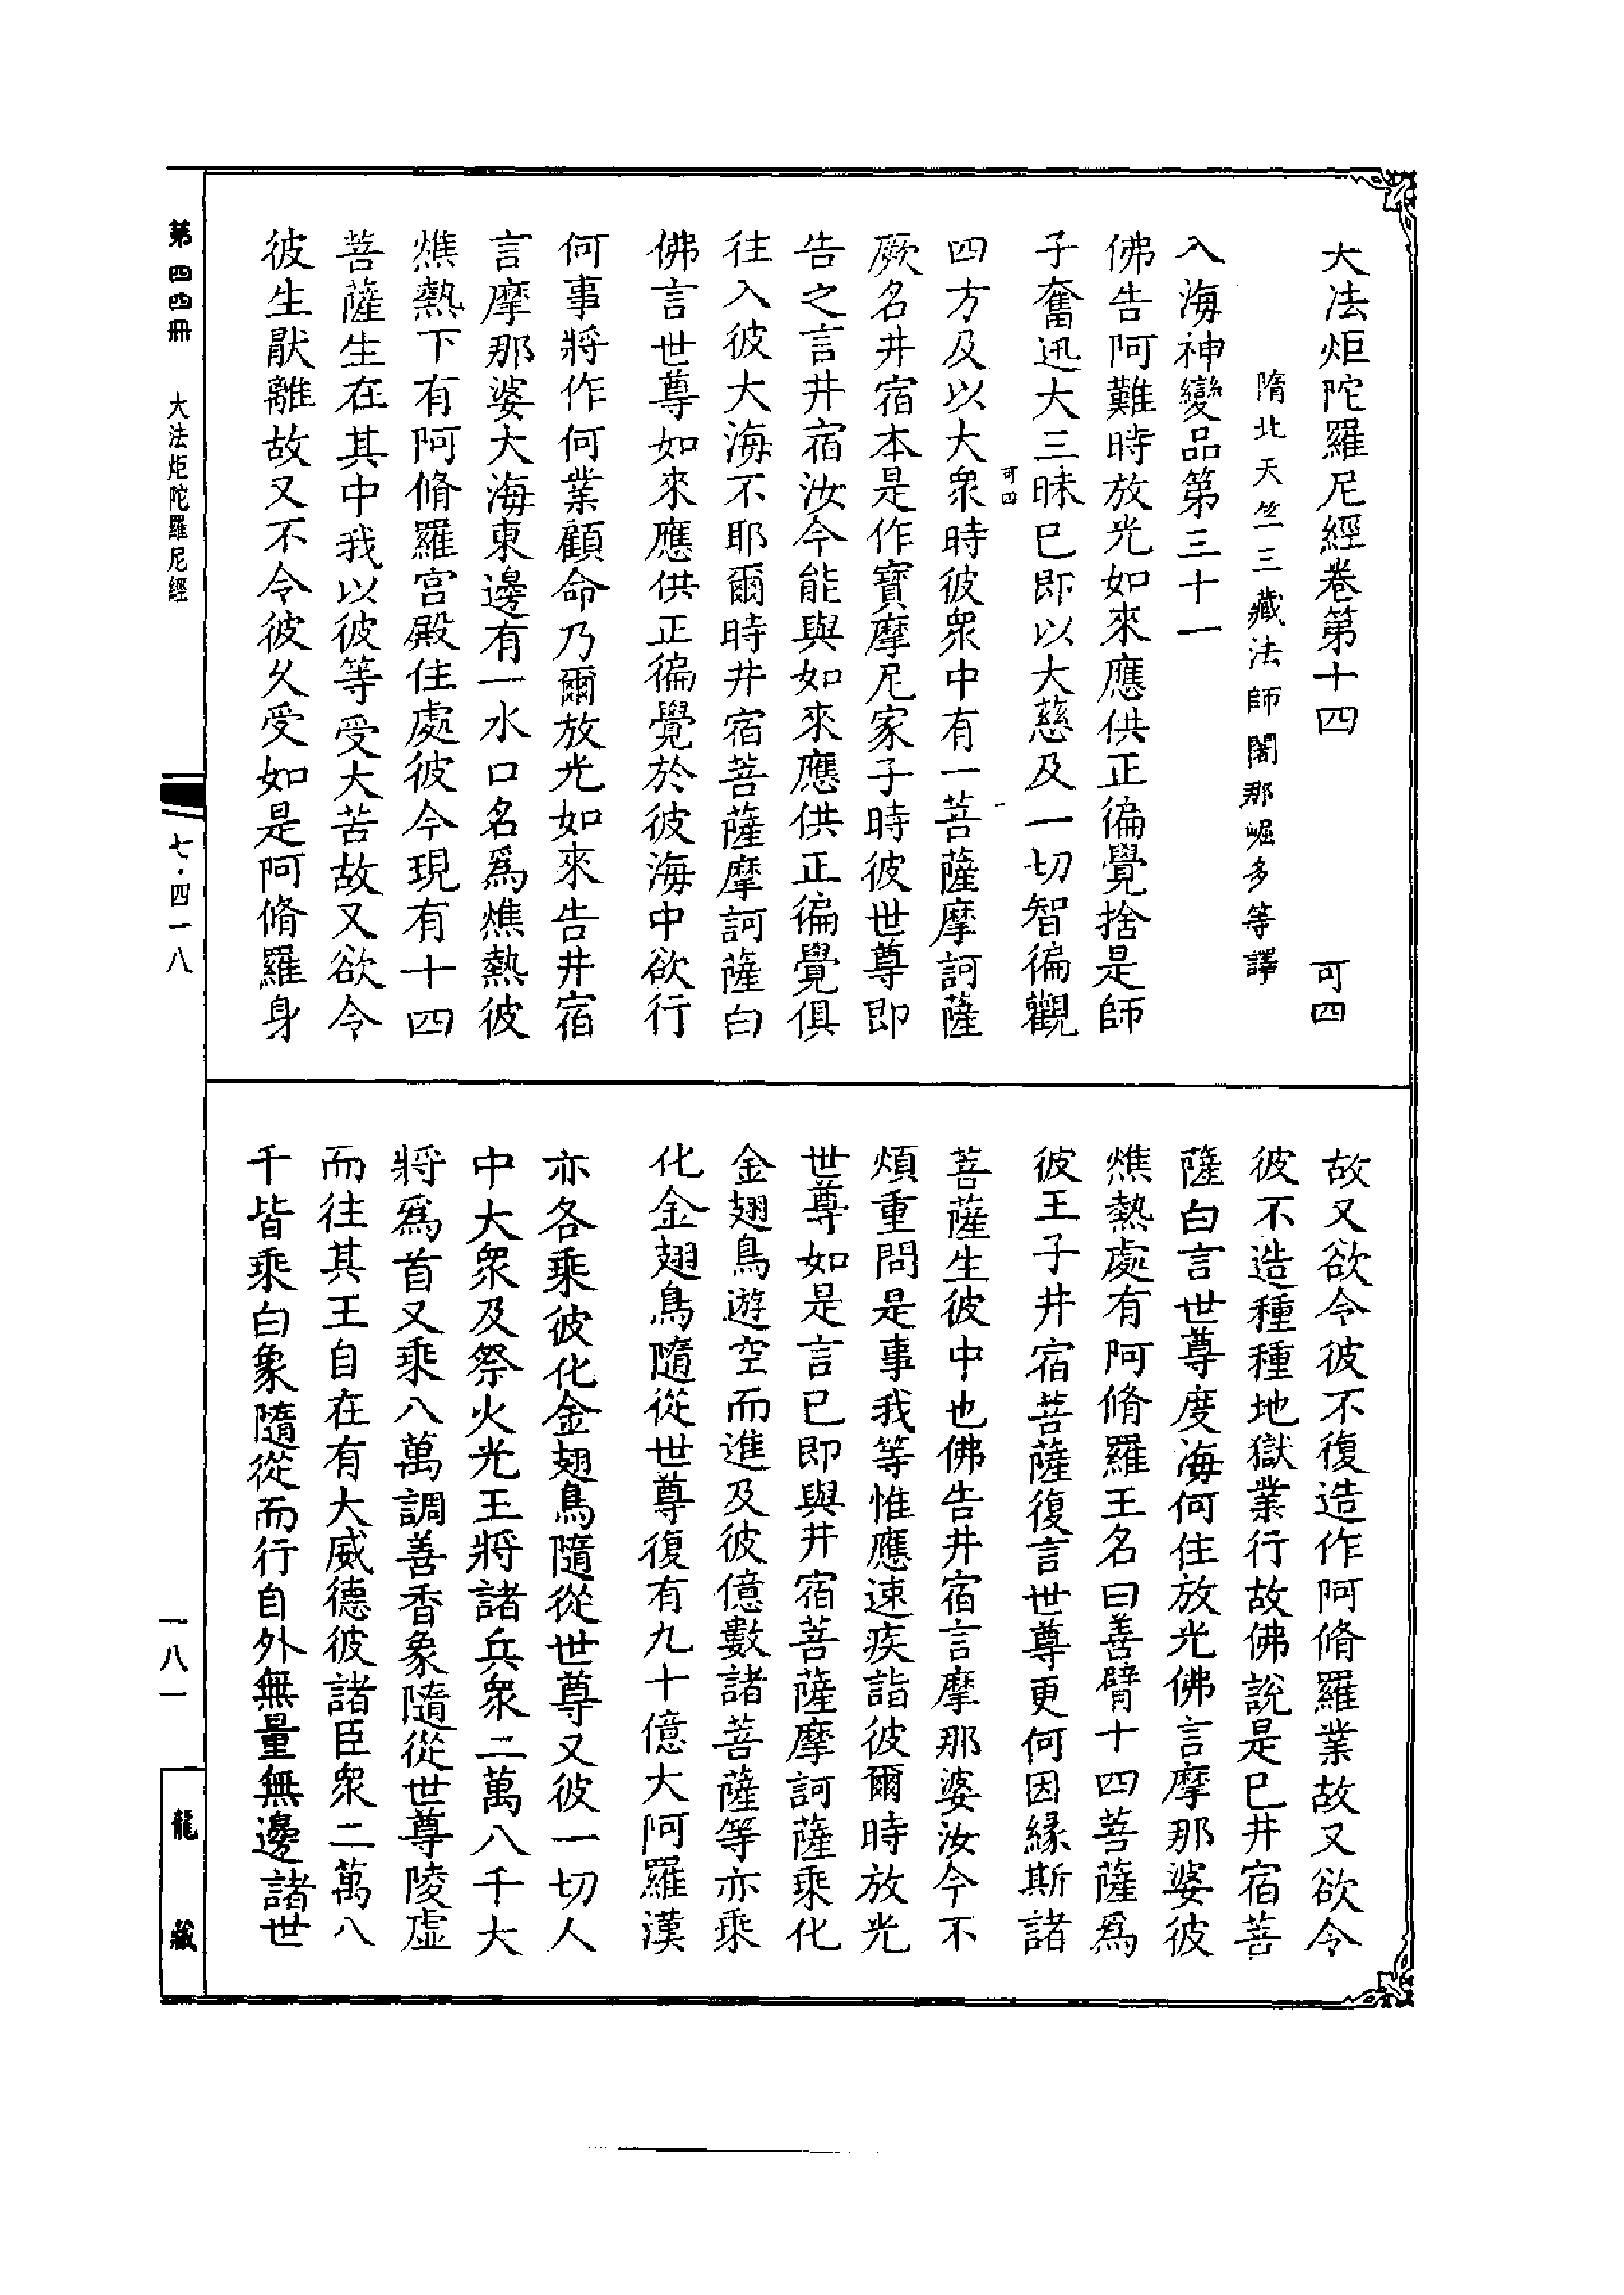 大法炬陀羅尼經卷第十四 可四
隋北天竺三藏法師闍那崛多等譯
入海神變品第三十一
佛告阿難時放光如來應供正徧覺捨是師
子奮迅大三昧巳即以大慈及一切智徧觀
可四
四方及以大衆時彼衆中有一菩薩摩訶薩
厥名井宿本是作寶摩尼家子時彼世尊即
告之言井宿汝今能與如來應供正徧覺俱
往入彼大海不耶爾時井宿菩薩摩訶薩白
佛言世尊如來應供正徧覺於彼海中欲行
何事將作何業顧命乃爾放光如來告井宿
言摩那婆大海東邊有一水口名爲燋熱彼
燋熱下有阿脩羅宮殿住處彼今現有十四
菩薩生在其中我以彼等受大苦故又欲令
彼生猒離故又不令彼久受如是阿脩羅身
故又欲令彼不復造作阿脩羅業故又欲令
彼不造種種地獄業行故佛說是巳井宿菩
薩白言世尊度海何住放光佛言摩那婆彼
燋熱處有阿脩羅王名曰善臂十四菩薩爲
彼王子井宿菩薩復言世尊更何因緣斯諸
菩薩生彼中也佛告井宿言摩那婆汝今不
煩重問是事我等惟應速疾詣彼爾時放光
世尊如是言已即與井宿菩薩摩訶薩乘化
金翅鳥遊空而進及彼億數諸菩薩等亦乘
化金翅鳥隨從世尊復有九十億大阿羅漢
亦各乘彼化金翅鳥隨從世尊又彼一切人
中大衆及祭火光王將諸兵衆二萬八千大
將爲首又乘八萬調善香象隨從世尊陵虛
而往其王自在有大威德彼諸臣衆二萬八
千皆乘白象隨從而行自外無量無邊諸世
第四四冊 大法炬陀羅尼經 七·四一八 一八一 龍藏